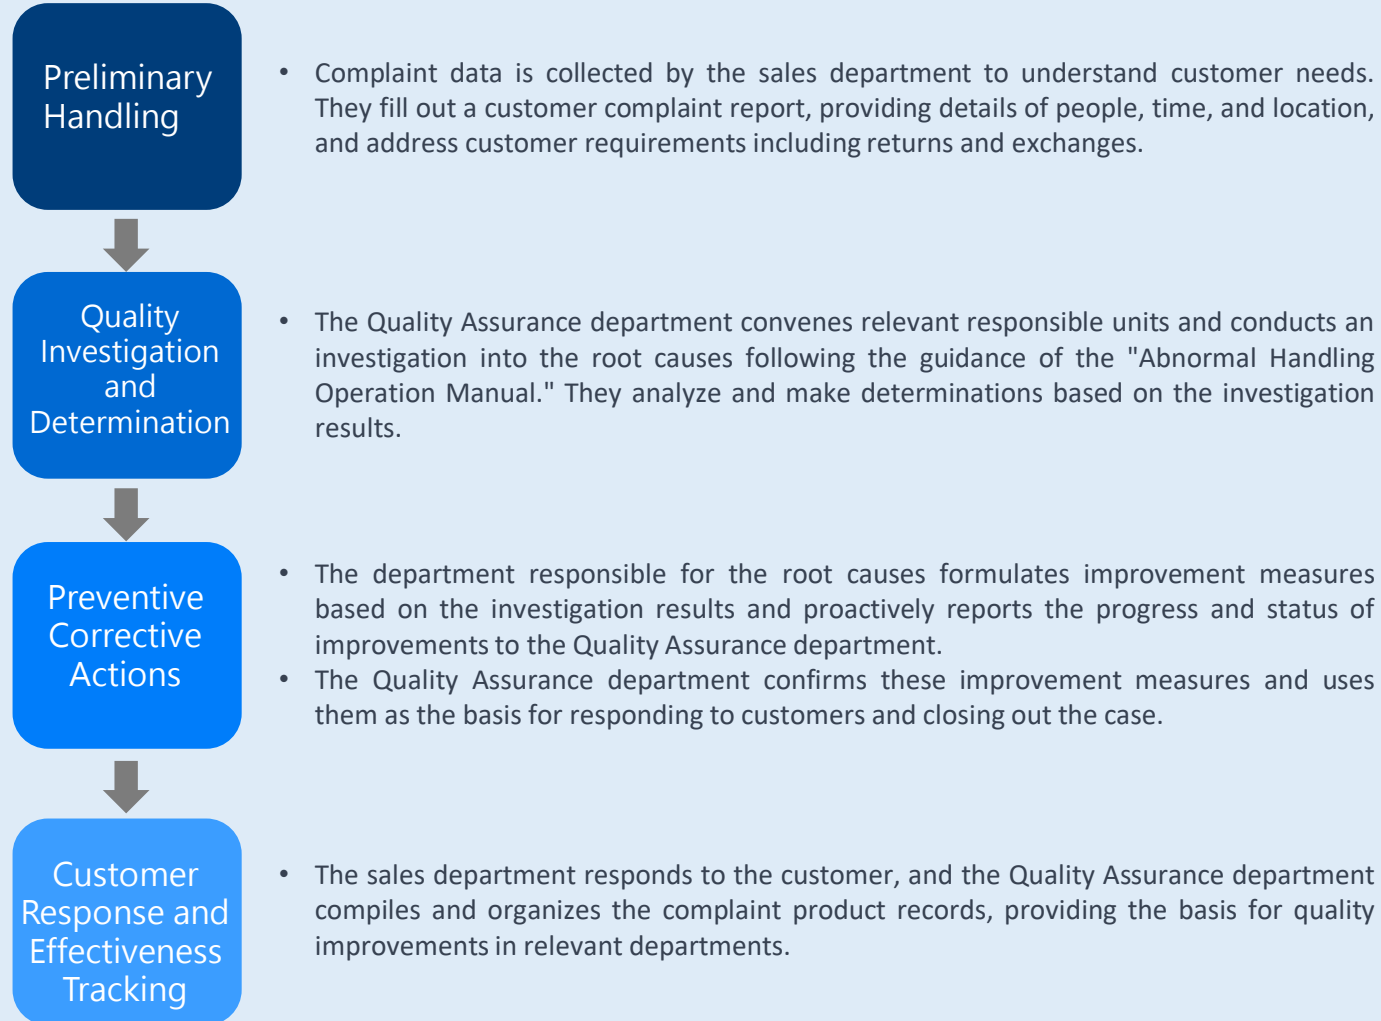 Preliminary
Handling
• Complaint data is collected by the sales department to understand customer needs.
They fill out a customer complaint report, providing details of people, time, and location,
and address customer requirements including returns and exchanges.
Quality
Investigation
and
Determination
• The Quality Assurance department convenes relevant responsible units and conducts an
investigation into the root causes following the guidance of the "Abnormal Handling
Operation Manual." They analyze and make determinations based on the investigation
results.
Preventive
Corrective
Actions
• The department responsible for the root causes formulates improvement measures
based on the investigation results and proactively reports the progress and status of
improvements to the Quality Assurance department.
• The Quality Assurance department confirms these improvement measures and uses
them as the basis for responding to customers and closing out the case.
Customer
Response and
Effectiveness
Tracking
• The sales department responds to the customer, and the Quality Assurance department
compiles and organizes the complaint product records, providing the basis for quality
improvements in relevant departments.